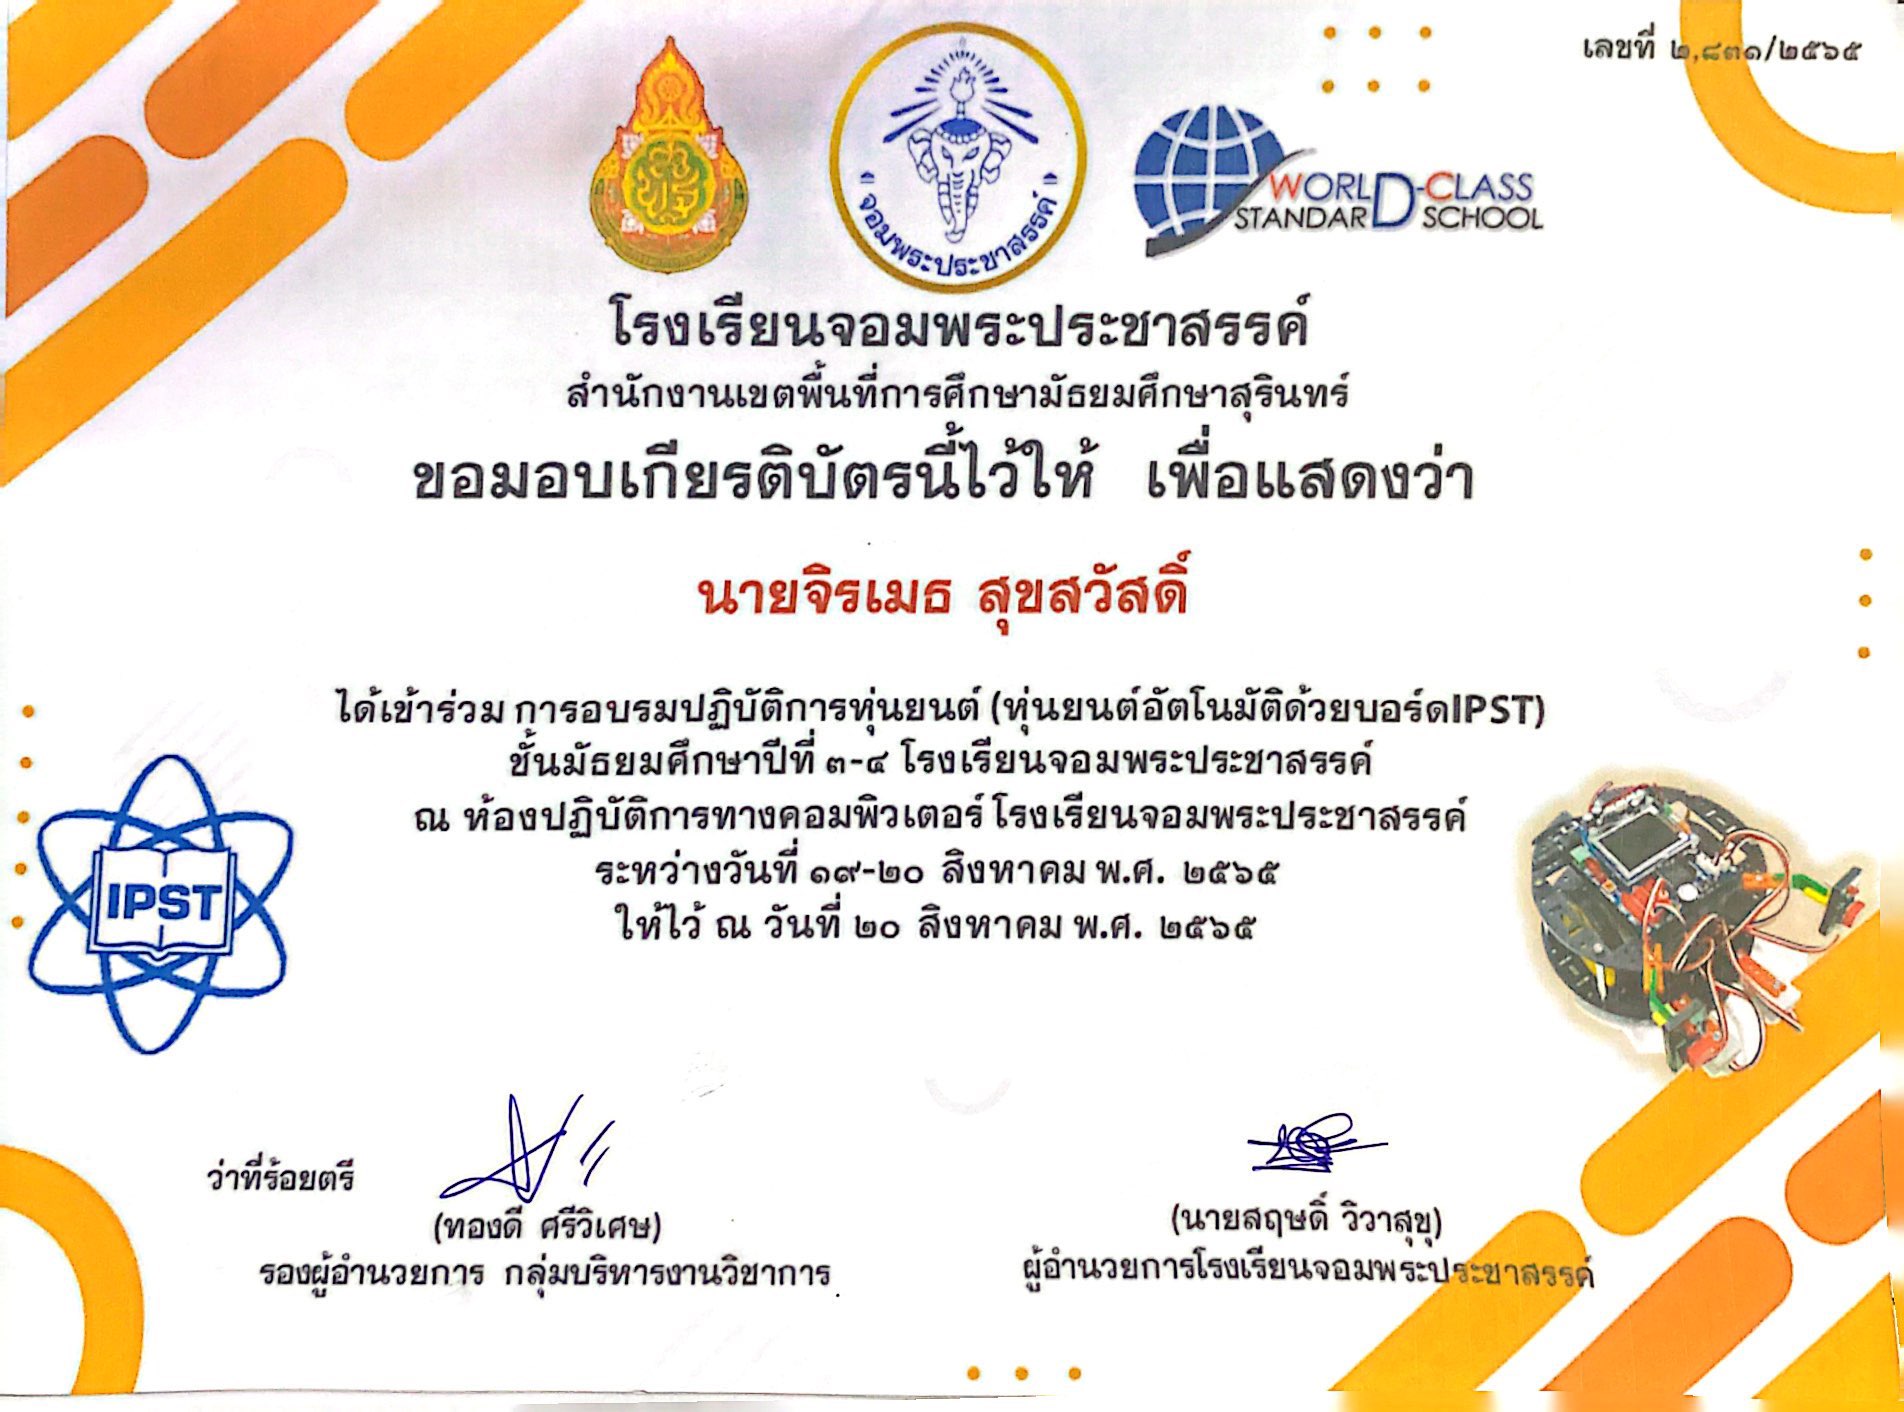 เลขที่ ๒,๘๓๑/๒๕๖๕
จอมพระประชาสรรค์
WORLD-CLASS
STANDARD SCHOOL
โรงเรียนจอมพระประชาสรรค์
สำนักงานเขตพื้นที่การศึกษามัธยมศึกษาสุรินทร์
ขอมอบเกียรติบัตรนี้ไว้ให้ เพื่อแสดงว่า
นายจิรเมธ สุขสวัสดิ์
ได้เข้าร่วม การอบรมปฏิบัติการหุ่นยนต์ (หุ่นยนต์อัตโนมัติด้วยบอร์ดIPST)
ชั้นมัธยมศึกษาปีที่ ๓-๔ โรงเรียนจอมพระประชาสรรค์
ณ ห้องปฏิบัติการทางคอมพิวเตอร์ โรงเรียนจอมพระประชาสรรค์
ระหว่างวันที่ ๑๙-๒๐ สิงหาคม พ.ศ. ๒๕๖๕
ให้ไว้ ณ วันที่ ๒๐ สิงหาคม พ.ศ. ๒๕๖๕
IPST
ว่าที่ร้อยตรี
(ทองดี ศรีวิเศษ)
รองผู้อำนวยการ กลุ่มบริหารงานวิชาการ
(นายสฤษดิ์ วิวาสุขุ)
ผู้อำนวยการโรงเรียนจอมพระประชาสรรค์